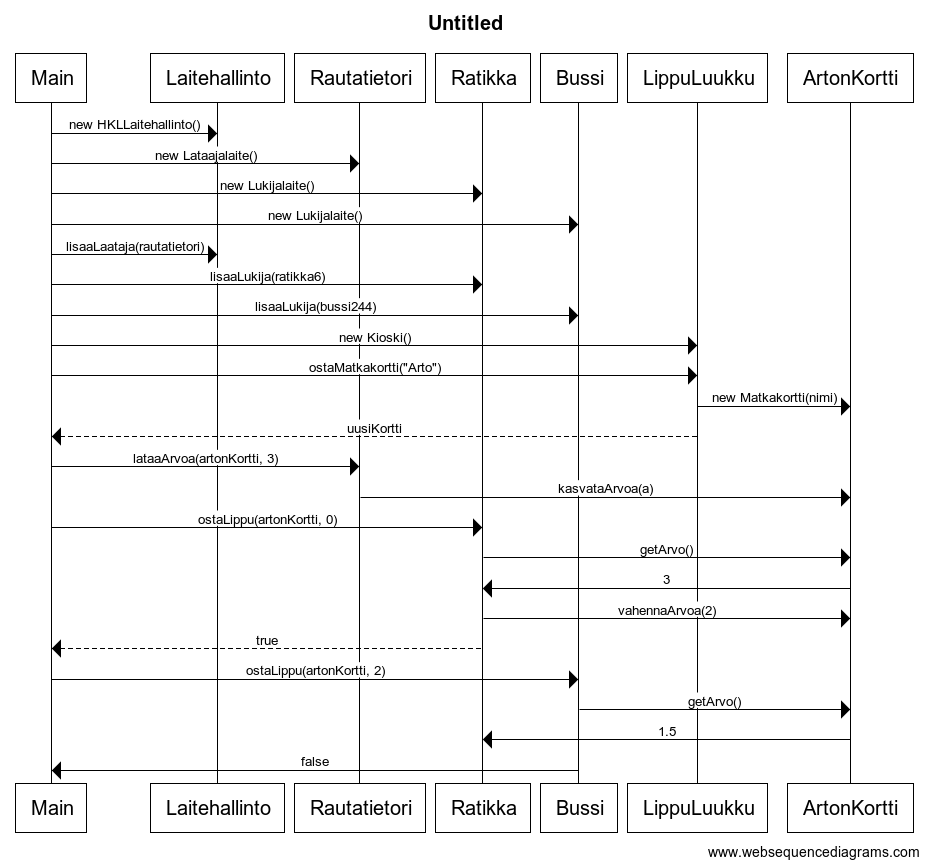 Untitled
Main Laitehallinto Rautatietori Ratikka Bussi LippuLuukku ArtonKortti
new HKLLaitehallinto()
new Lataajalaite()
new Lukijalaite()
new Lukijalaite()
lisaaLaataja(rautatietori)
lisaaLukija(ratikka6)
lisaaLukija(bussi244)
new Kioski()
ostaMatkakortti("Arto")
new Matkakortti(nimi)
uusiKortti
lataaArvoa(artonKortti, 3)
kasvataArvoa(a)
ostaLippu(artonKortti, 0)
getArvo()
3
vahennaArvoa(2)
true
ostaLippu(artonKortti, 2)
getArvo()
1.5
false
Main Laitehallinto Rautatietori Ratikka Bussi LippuLuukku ArtonKortti
www.websequencediagrams.com